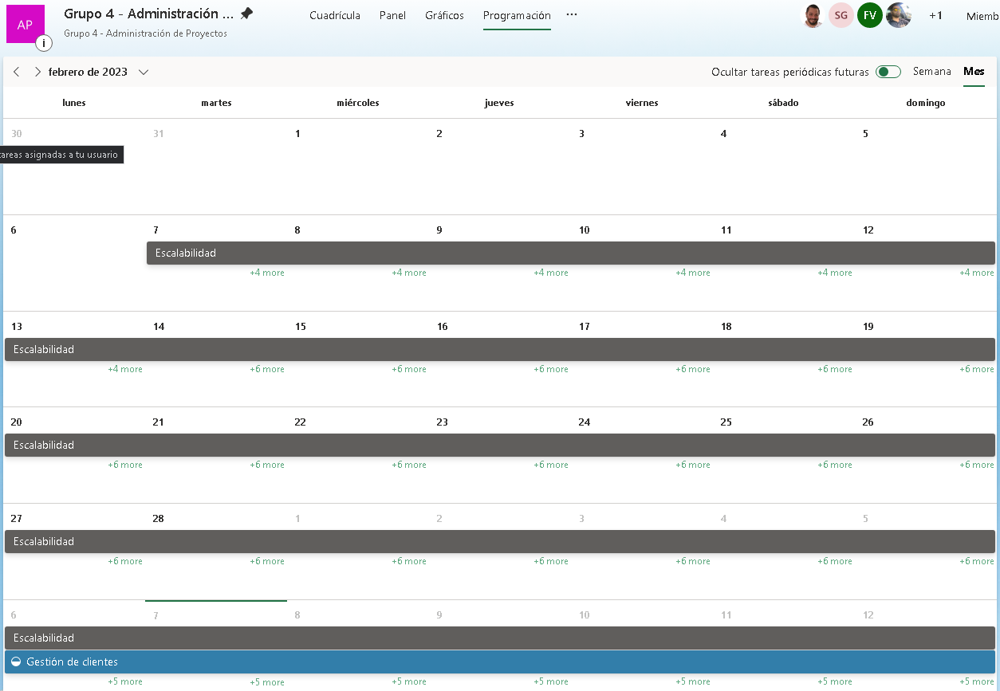 AP
i
Grupo 4 - Administración ...
Grupo 4 - Administración de Proyectos
Cuadrícula Panel Gráficos Programación ...
SG FV +1 Miemb
febrero de 2023
Ocultar tareas periódicas futuras Semana Mes
lunes martes miércoles jueves viernes sábado domingo
30 31 1 2 3 4 5
tareas asignadas a tu usuario
6 7 8 9 10 11 12
Escalabilidad
+4 more +4 more +4 more +4 more +4 more +4 more
13 14 15 16 17 18 19
Escalabilidad
+4 more +6 more +6 more +6 more +6 more +6 more +6 more
20 21 22 23 24 25 26
Escalabilidad
+6 more +6 more +6 more +6 more +6 more +6 more +6 more
27 28 1 2 3 4 5
Escalabilidad
+6 more +6 more +6 more +6 more +6 more +6 more +6 more
6 7 8 9 10 11 12
Escalabilidad
Gestión de clientes
+5 more +5 more +5 more +5 more +5 more +5 more +5 more